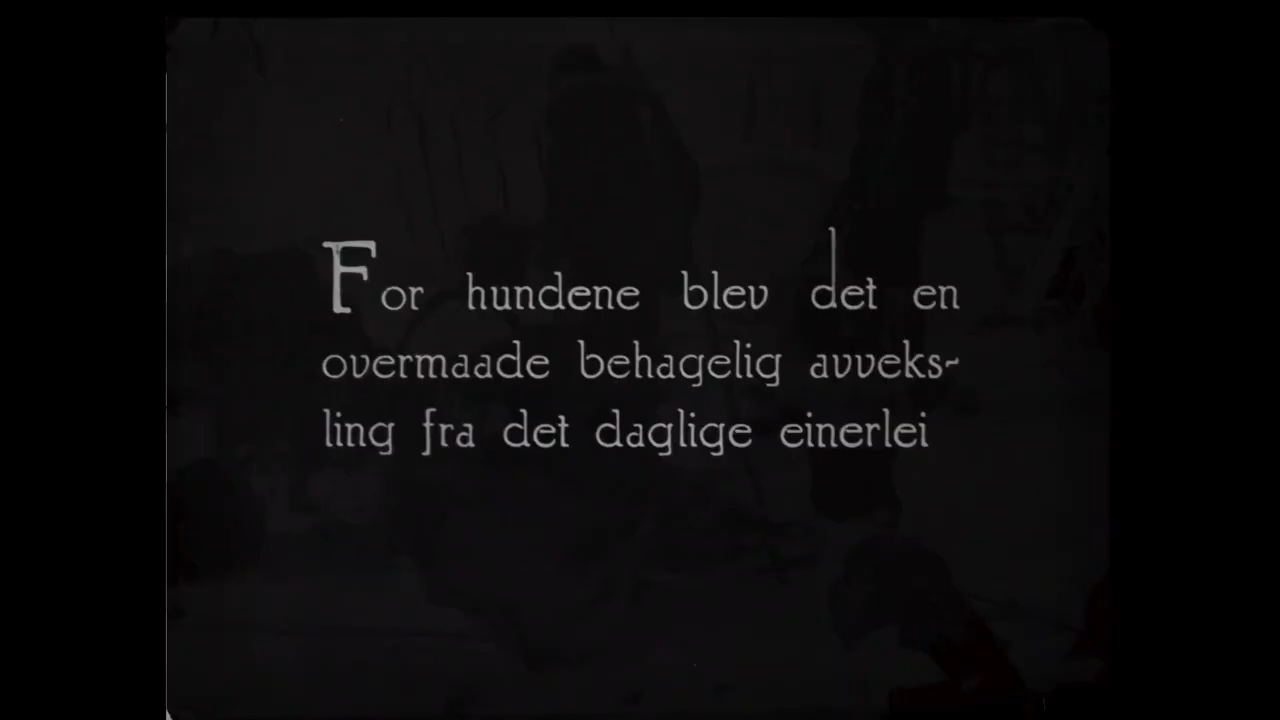 For hundene blev det en
overmaade behagelig avveks-
ling fra det daglige einerlei